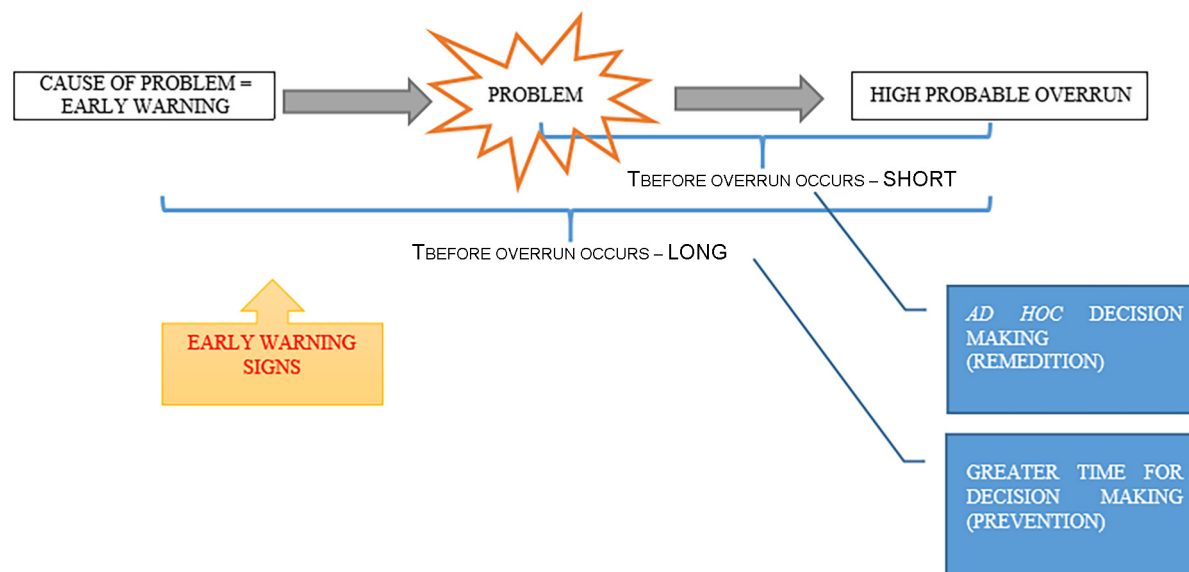 CAUSE OF PROBLEM =
EARLY WARNING
PROBLEM
HIGH PROBABLE OVERRUN
TBEFORE OVERRUN OCCURS – SHORT
TBEFORE OVERRUN OCCURS – LONG
EARLY WARNING
SIGNS
AD HOC DECISION
MAKING
(REMEDITION)
GREATER TIME FOR
DECISION MAKING
(PREVENTION)